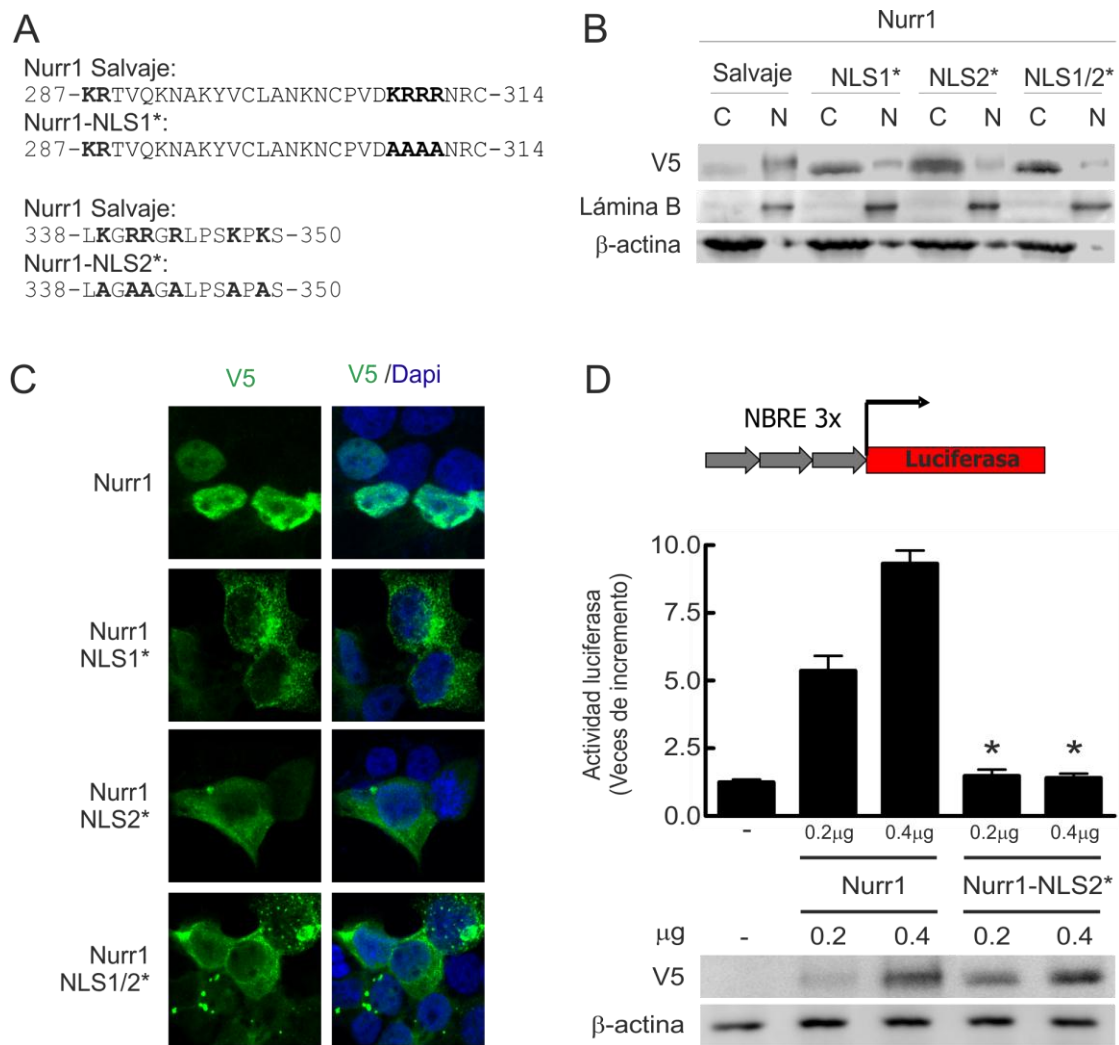 A
Nurr1 Salvaje:
287-KRTVQKNAKYVCLANKNCPVDKRRRNRC-314
Nurr1-NLS1*:
287-KRTVQKNAKYVCLANKNCPVDAAAANRC-314
Nurr1 Salvaje:
338-LKGRRGRLPSKPKS-350
Nurr1-NLS2*:
338-LAGAAGALPSAPAS-350
B
Nurr1
Salvaje NLS1* NLS2* NLS1/2*
C N C N C N C N
V5
Lámina B
β-actina
C
V5 V5 /Dapi
Nurr1
Nurr1
NLS1*
Nurr1
NLS2*
Nurr1
NLS1/2*
D
NBRE 3x
Luciferasa
Actividad luciferasa
(Veces de incremento)
10.0
7.5
5.0
2.5
0.0
* *
- 0.2µg 0.4µg 0.2µg 0.4µg
Nurr1 Nurr1-NLS2*
µg - 0.2 0.4 0.2 0.4
V5
β-actina